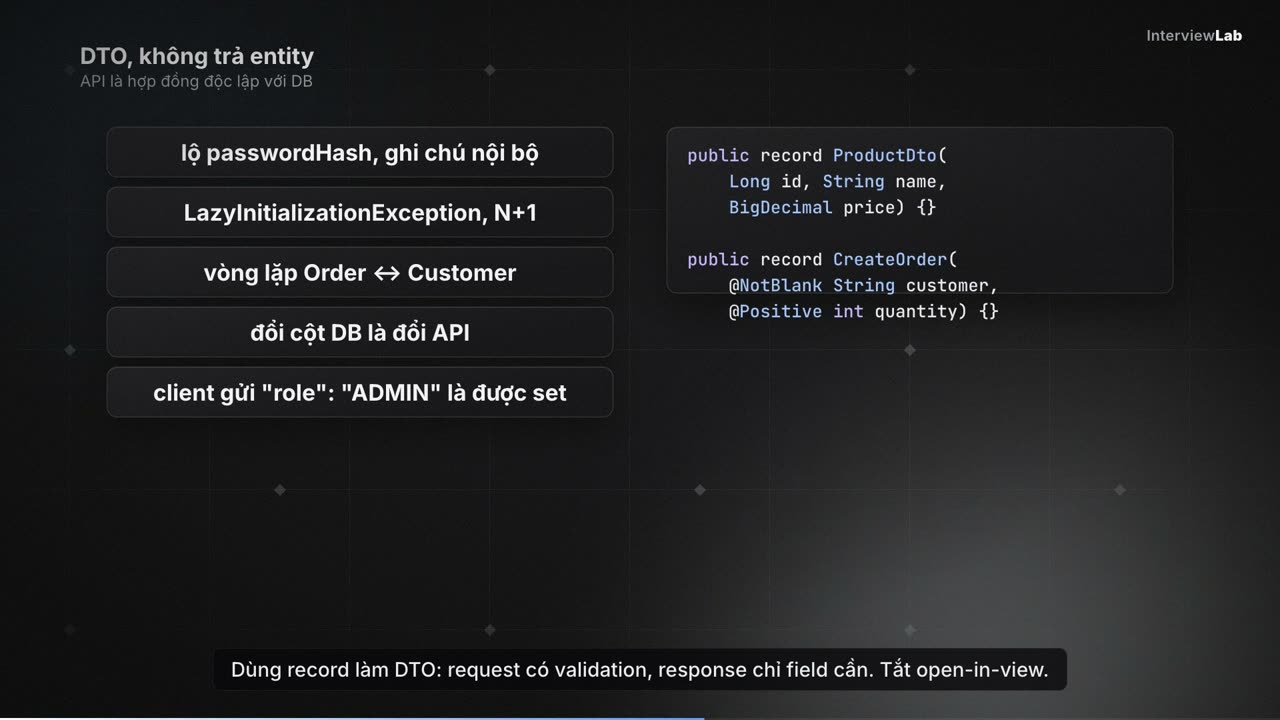 DTO, không trả entity
API là hợp đồng độc lập với DB
InterviewLab
lộ passwordHash, ghi chú nội bộ
LazyInitializationException, N+1
vòng lặp Order ↔ Customer
đổi cột DB là đổi API
client gửi "role": "ADMIN" là được set
public record ProductDto(
    Long id, String name,
    BigDecimal price) {}

public record CreateOrder(
    @NotBlank String customer,
    @Positive int quantity) {}
Dùng record làm DTO: request có validation, response chỉ field cần. Tắt open-in-view.